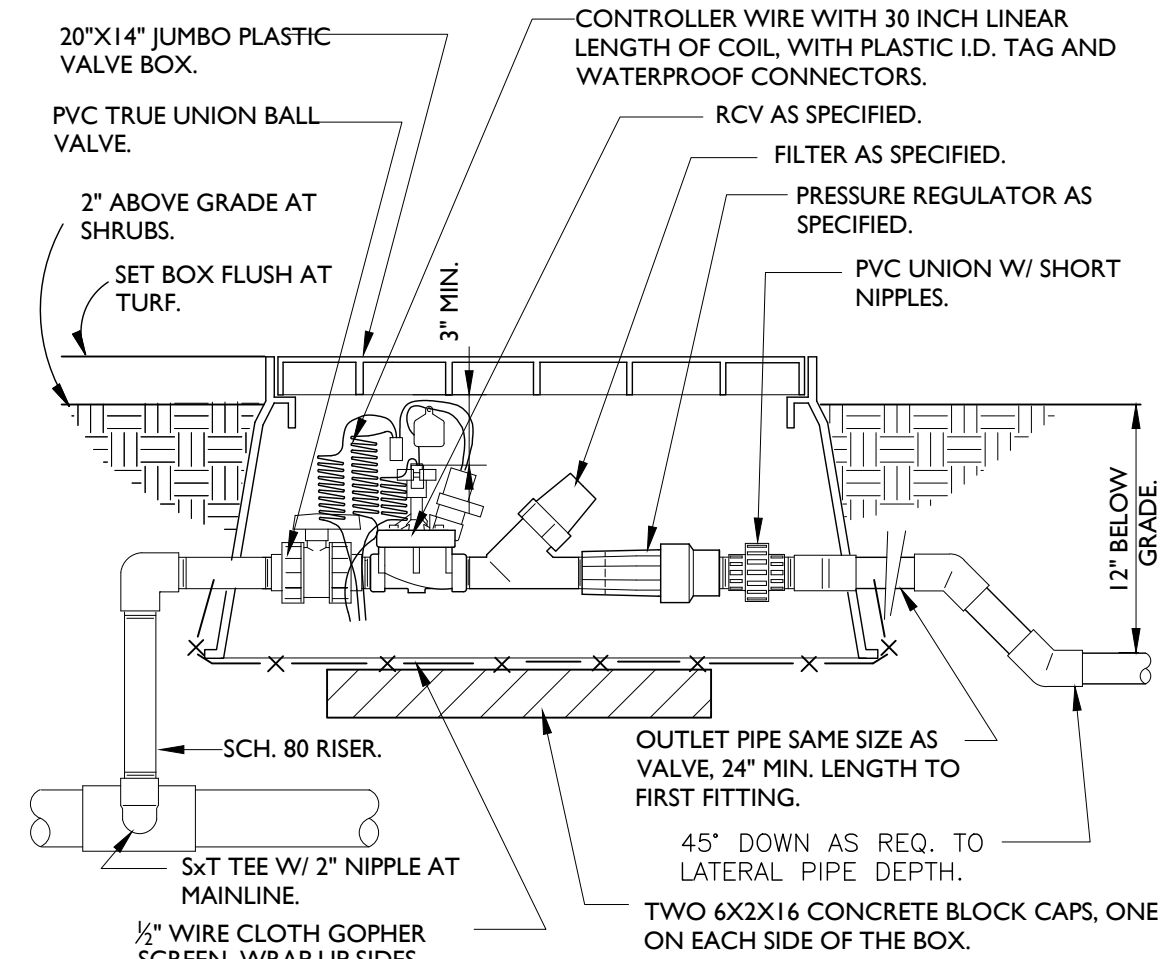 20"X14" JUMBO PLASTIC
VALVE BOX.
PVC TRUE UNION BALL
VALVE.
2" ABOVE GRADE AT
SHRUBS.
SET BOX FLUSH AT
TURF.
CONTROLLER WIRE WITH 30 INCH LINEAR
LENGTH OF COIL, WITH PLASTIC I.D. TAG AND
WATERPROOF CONNECTORS.
RCV AS SPECIFIED.
FILTER AS SPECIFIED.
PRESSURE REGULATOR AS
SPECIFIED.
PVC UNION W/ SHORT
NIPPLES.
3" MIN.
12" BELOW
GRADE.
SCH. 80 RISER.
SxT TEE W/ 2" NIPPLE AT
MAINLINE.
½" WIRE CLOTH GOPHER
SCREEN, WRAP UP SIDES
OUTLET PIPE SAME SIZE AS
VALVE, 24" MIN. LENGTH TO
FIRST FITTING.
45° DOWN AS REQ. TO
LATERAL PIPE DEPTH.
TWO 6X2X16 CONCRETE BLOCK CAPS, ONE
ON EACH SIDE OF THE BOX.